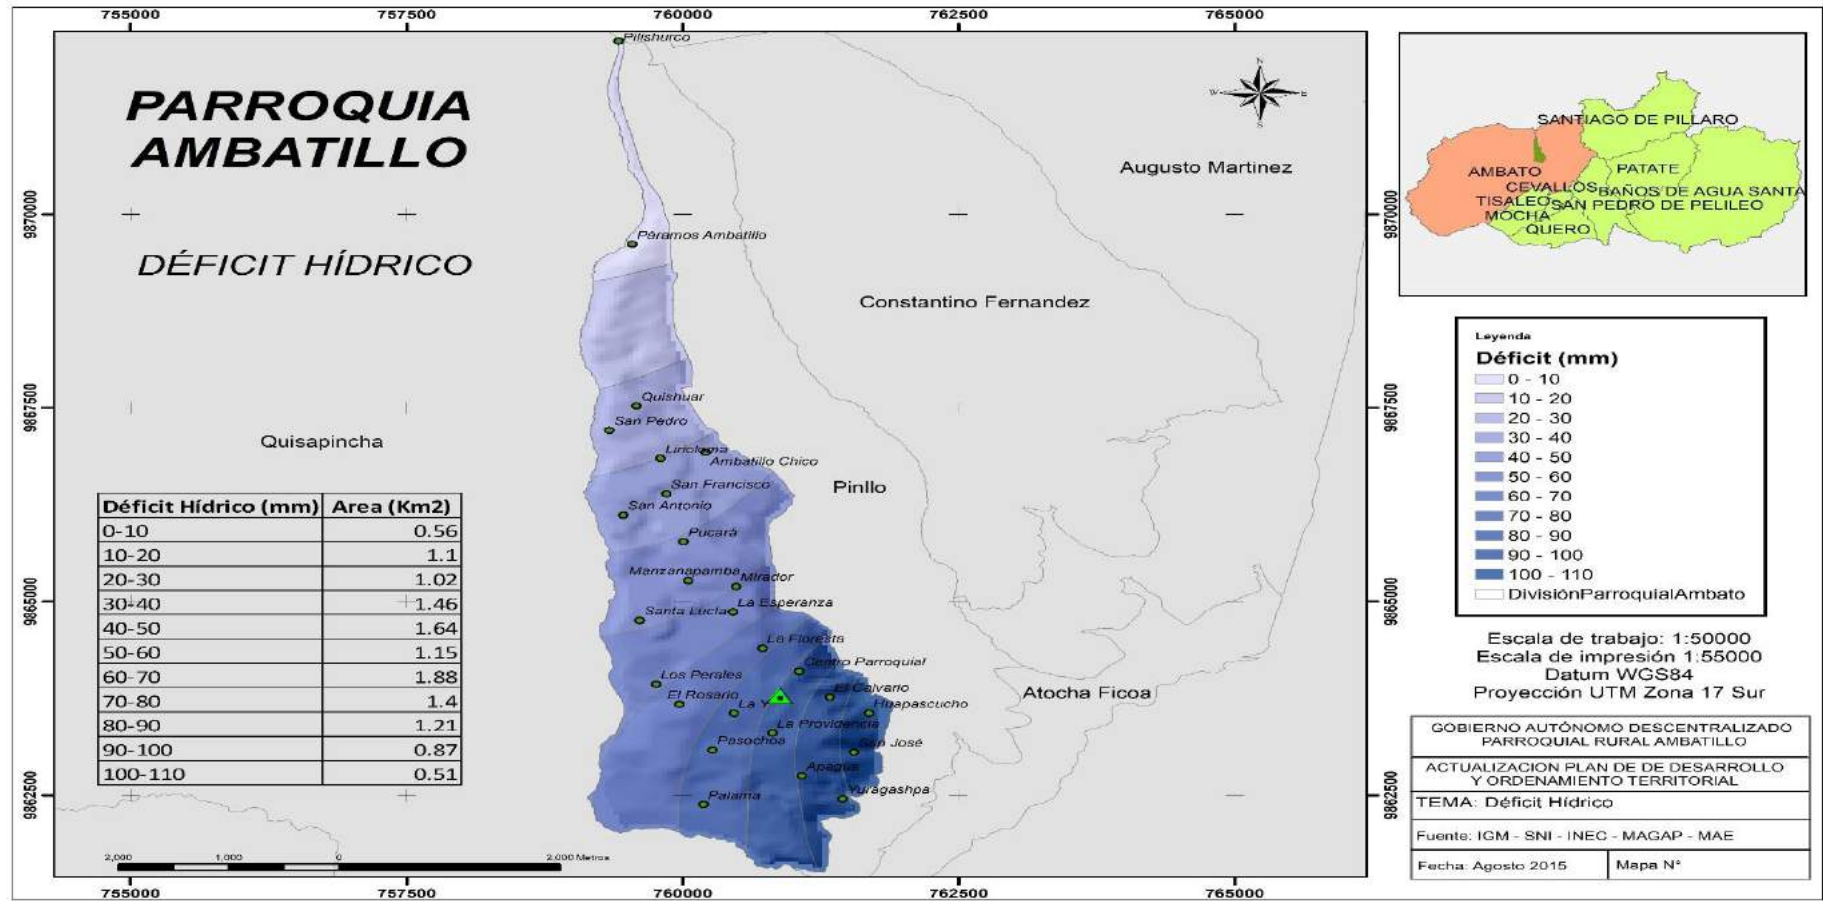 755000 757500 760000 762500 765000
PARROQUIA
AMBATILLO
DÉFICIT HÍDRICO
Pilishurco
N
W E
S
Augusto Martinez
Páramos Ambatillo
Constantino Fernandez
Quishuar
San Pedro
Quisapincha
Liricloma
Ambatillo Chico
San Francisco
Pinllo
San Antonio
Pucará
Manzanapamba
Mirador
La Esperanza
Santa Lucia
La Floresta
Centro Parroquial
Los Perales
El Calvario
Atocha Ficoa
El Rosario
La Y
Huapascucho
La Providencia
Pasochoa
San José
Apagua
Yuragashpa
Palama
Déficit Hídrico (mm) Area (Km2)
0-10 0.56
10-20 1.1
20-30 1.02
30-40 1.46
40-50 1.64
50-60 1.15
60-70 1.88
70-80 1.4
80-90 1.21
90-100 0.87
100-110 0.51
2,000 1,000 0 2,000 Metros
9870000
9867500
9865000
9862500
9870000
9867500
9865000
9862500
755000 757500 760000 762500 765000
SANTIAGO DE PILLARO
AMBATO
PATATE
CEVALLOS
BAÑOS DE AGUA SANTA
TISALEO
SAN PEDRO DE PELILEO
MOCHA
QUERO
Leyenda
Déficit (mm)
0 - 10
10 - 20
20 - 30
30 - 40
40 - 50
50 - 60
60 - 70
70 - 80
80 - 90
90 - 100
100 - 110
DivisiónParroquialAmbato
Escala de trabajo: 1:50000
Escala de impresión 1:55000
Datum WGS84
Proyección UTM Zona 17 Sur
GOBIERNO AUTÓNOMO DESCENTRALIZADO
PARROQUIAL RURAL AMBATILLO
ACTUALIZACION PLAN DE DE DESARROLLO
Y ORDENAMIENTO TERRITORIAL
TEMA: Déficit Hídrico
Fuente: IGM - SNI - INEC - MAGAP - MAE
Fecha: Agosto 2015 Mapa N°